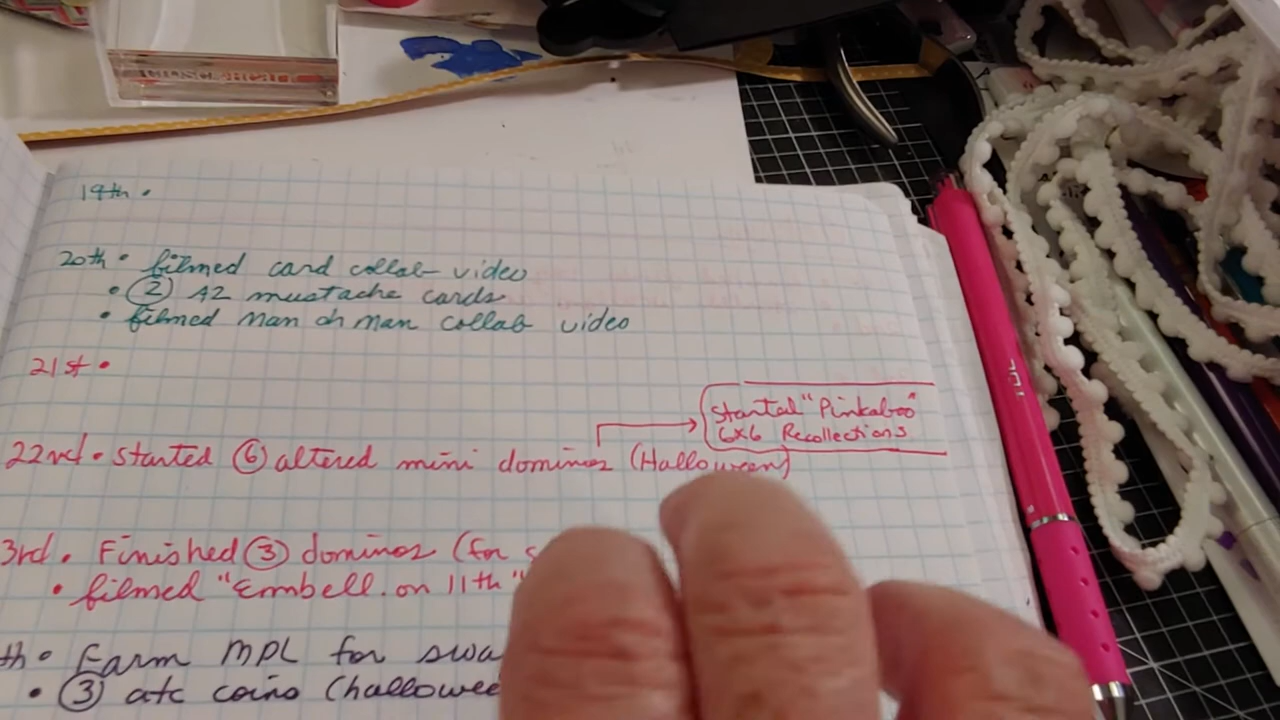 19th •
20th • filmed card collab video
• 2 A2 mustache cards
• filmed man oh man collab video
21st •
started "Pinkaboo"
6x6 Recollections
22nd • started 6 altered mini dominos (Halloween)
3rd • Finished 3 dominos (for s
• filmed "Embell. on 11th"
th • Farm MPL for swa
• 3 atc coins (hallowee